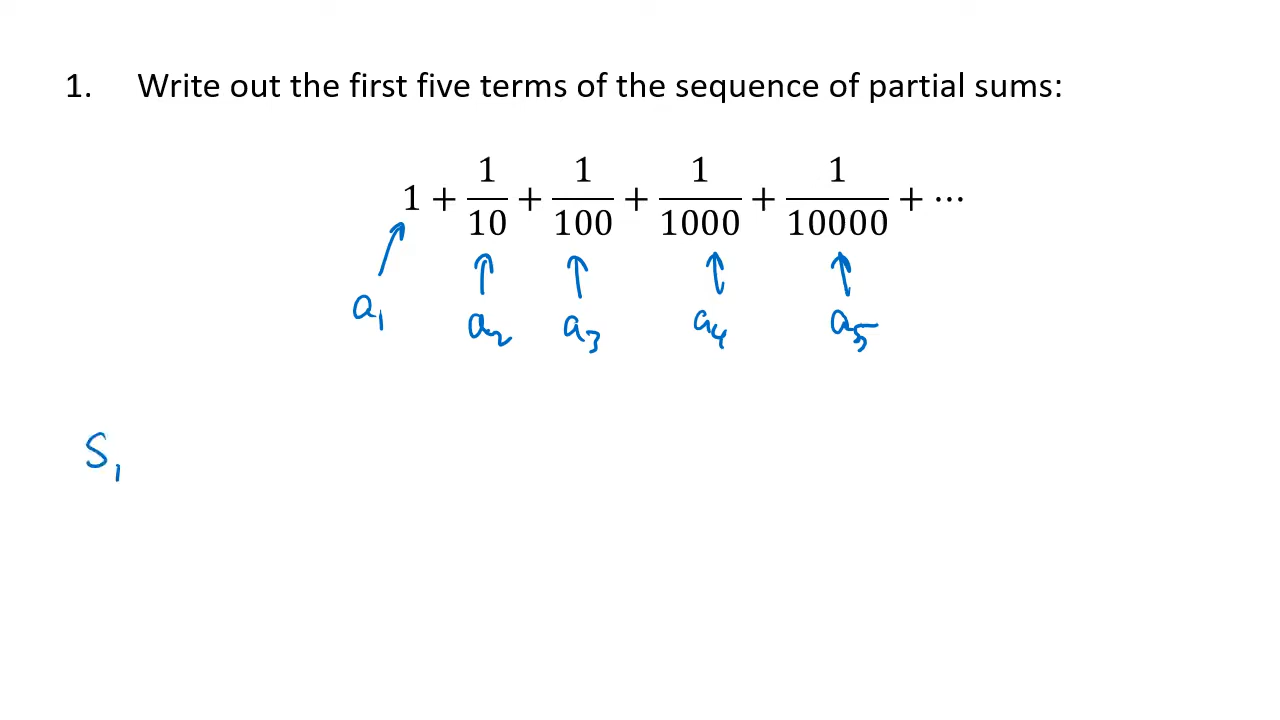 1. Write out the first five terms of the sequence of partial sums:
1 + 1/10 + 1/100 + 1/1000 + 1/10000 + ⋯
a₁ a₂ a₃ a₄ a₅
S₁